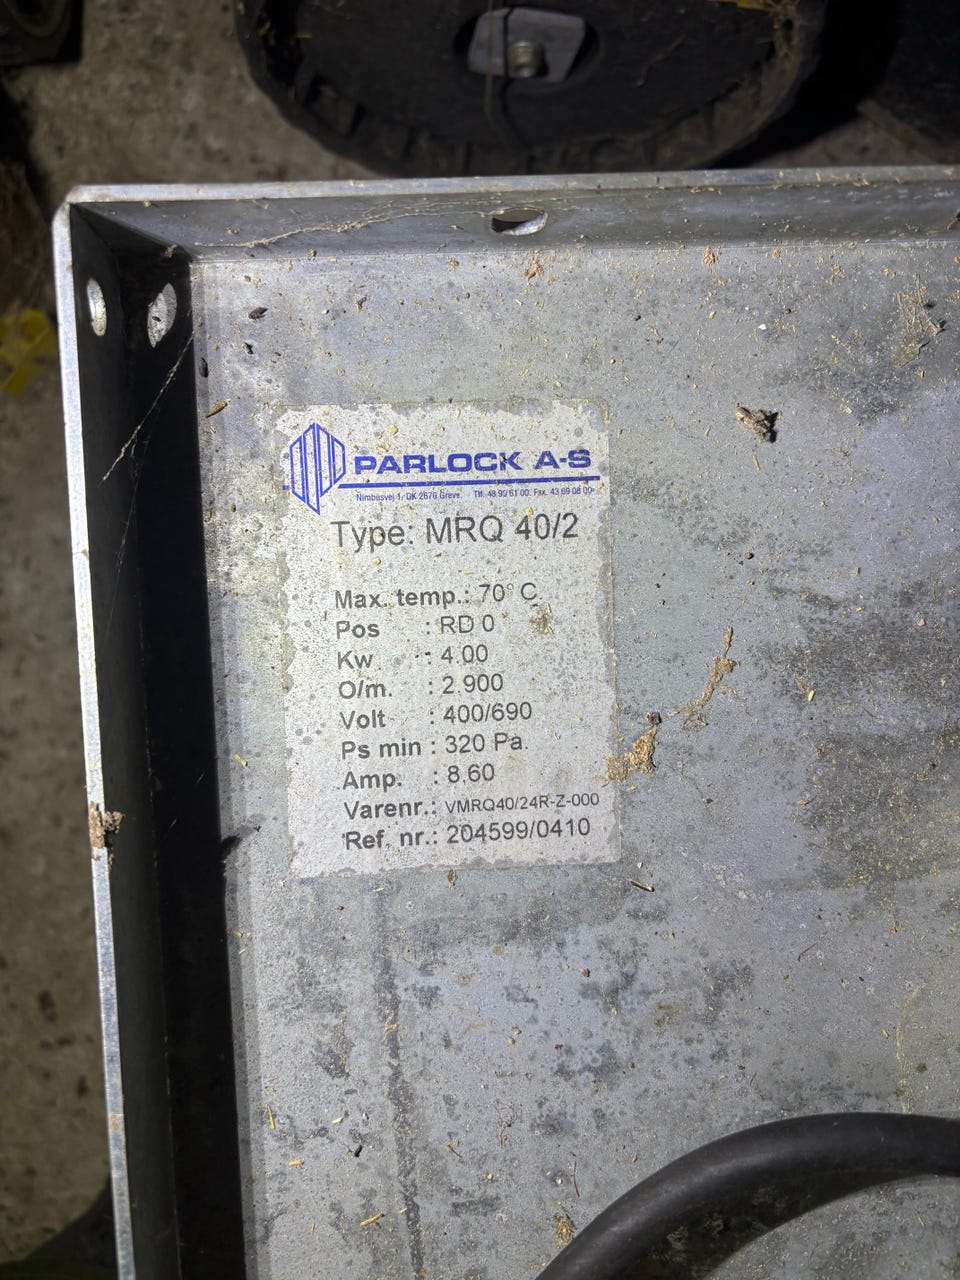 PARLOCK A-S
Nimbusvej 1. DK 2670 Greve. Tlf. 48 90 61 00. Fax. 43 69 08 00
Type: MRQ 40/2
Max. temp.: 70° C
Pos : RD 0
Kw : 4.00
O/m. : 2.900
Volt : 400/690
Ps min : 320 Pa.
Amp. : 8,60
Varenr.: VMRQ40/24R-Z-000
Ref. nr.: 204599/0410